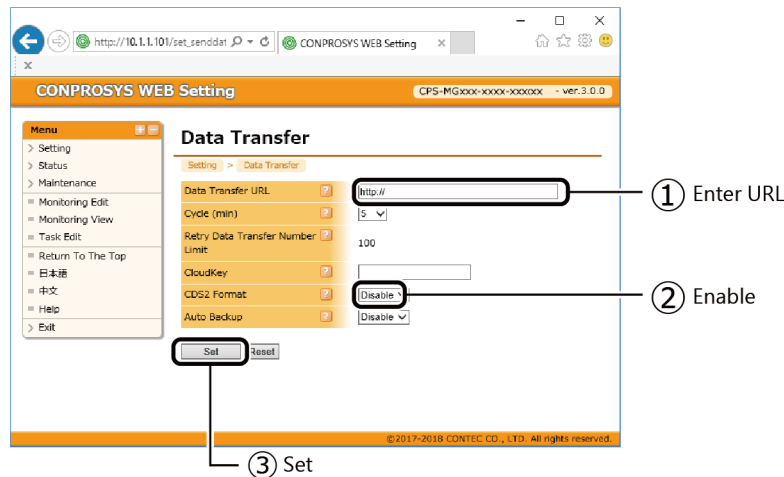 http://10.1.1.101/set_senddat
CONPROSYS WEB Setting
×
x
CONPROSYS WEB Setting
CPS-MGxxx-xxxx-xxxxxx - ver.3.0.0
Menu
> Setting
> Status
> Maintenance
Monitoring Edit
Monitoring View
Task Edit
Return To The Top
日本語
中文
Help
> Exit
Data Transfer
Setting > Data Transfer
Data Transfer URL ? http://
Cycle (min) ? 5
Retry Data Transfer Number ?
Limit
100
CloudKey ?
CDS2 Format ? Disable
Auto Backup ? Disable
Set Reset
① Enter URL
② Enable
③ Set
©2017-2018 CONTEC CO., LTD. All rights reserved.